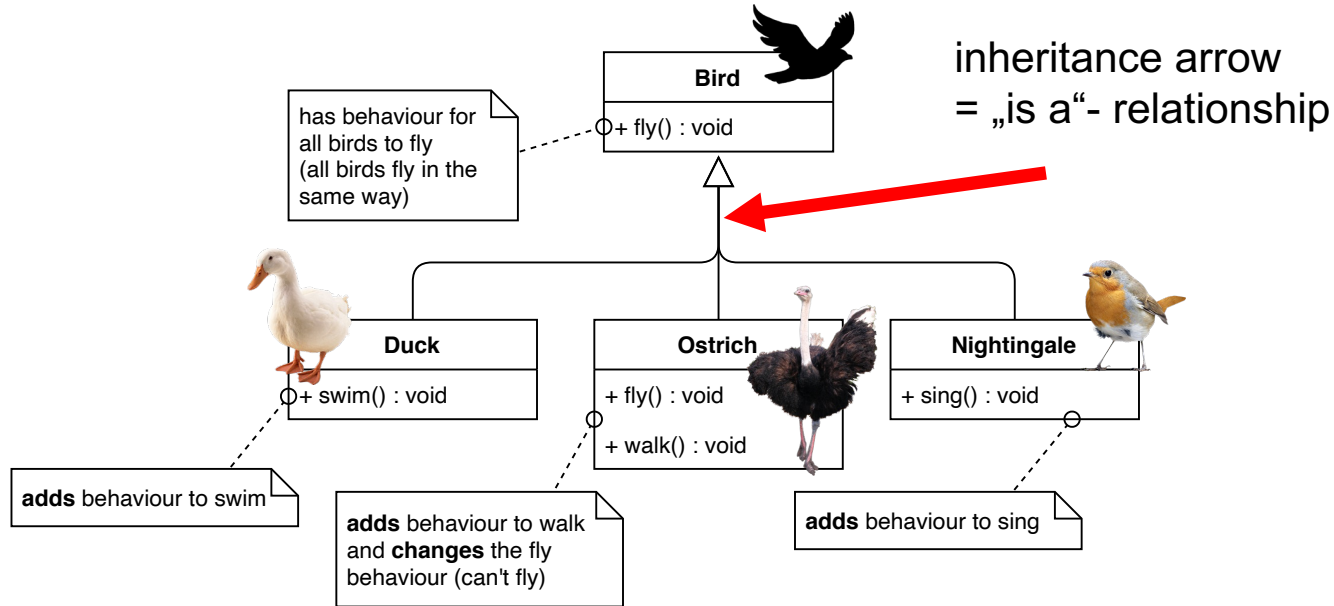 Bird
+ fly() : void
inheritance arrow
= „is a“- relationship
has behaviour for
all birds to fly
(all birds fly in the
same way)
Duck
+ swim() : void
Ostrich
+ fly() : void
+ walk() : void
Nightingale
+ sing() : void
adds behaviour to swim
adds behaviour to walk
and changes the fly
behaviour (can't fly)
adds behaviour to sing